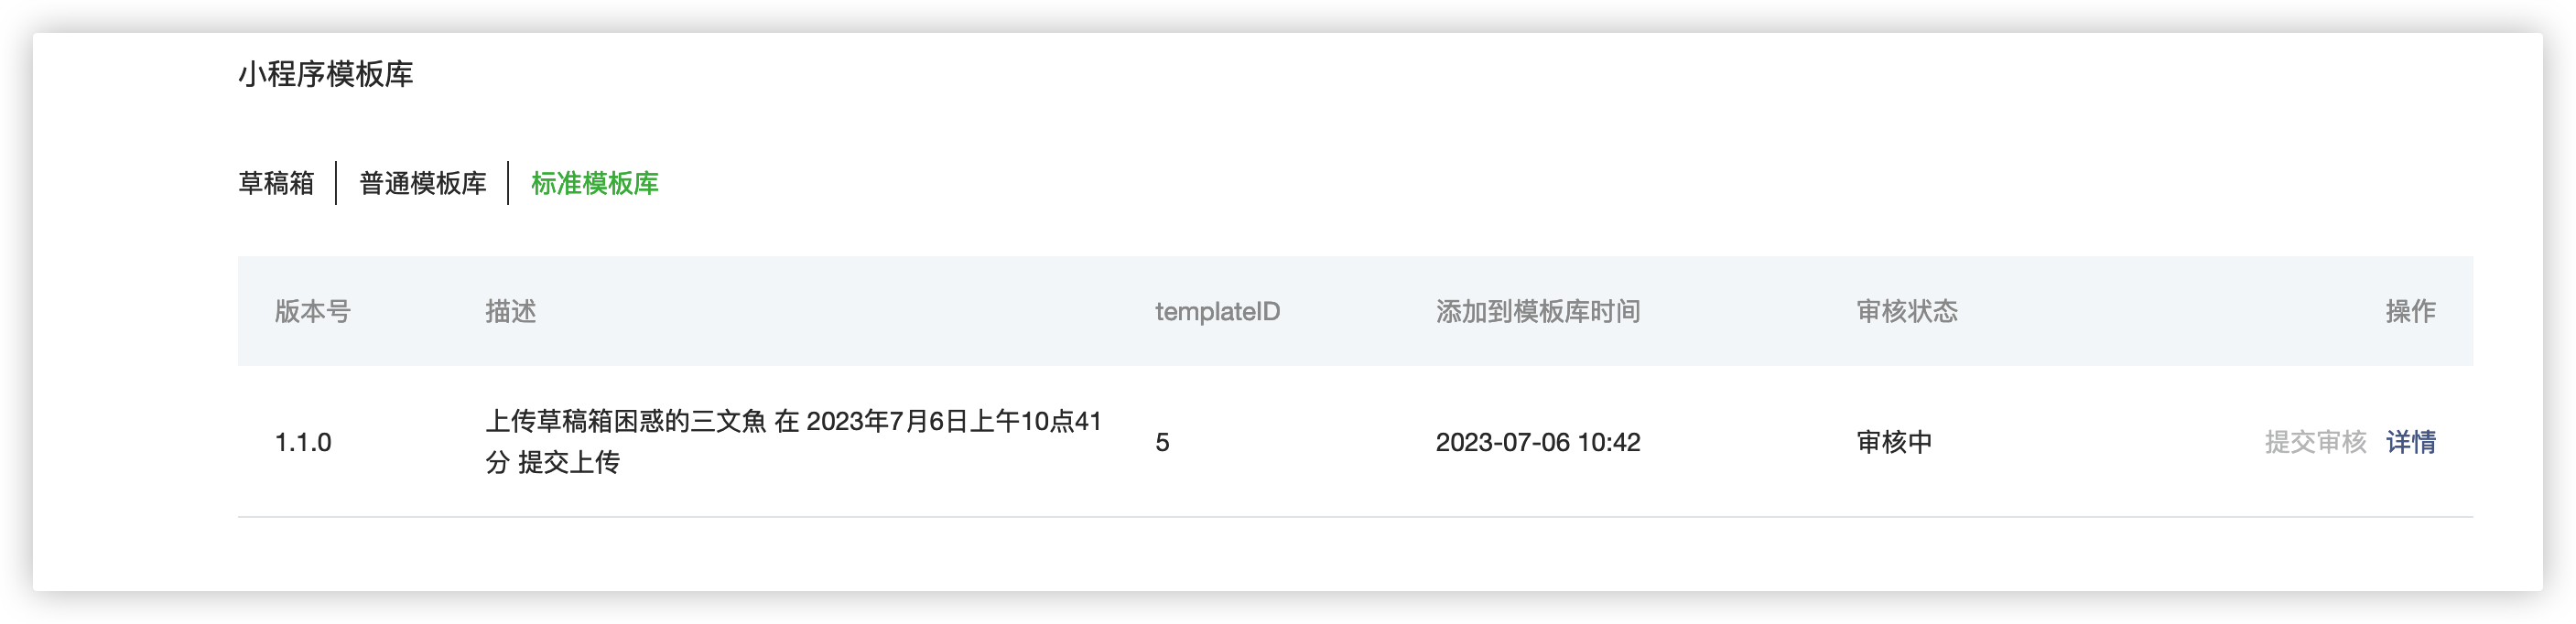 小程序模板库
草稿箱 普通模板库 标准模板库
版本号 描述 templateID 添加到模板库时间 审核状态 操作
上传草稿箱困惑的三文魚 在 2023年7月6日上午10点41
1.1.0 5 2023-07-06 10:42 审核中 提交审核 详情
分 提交上传